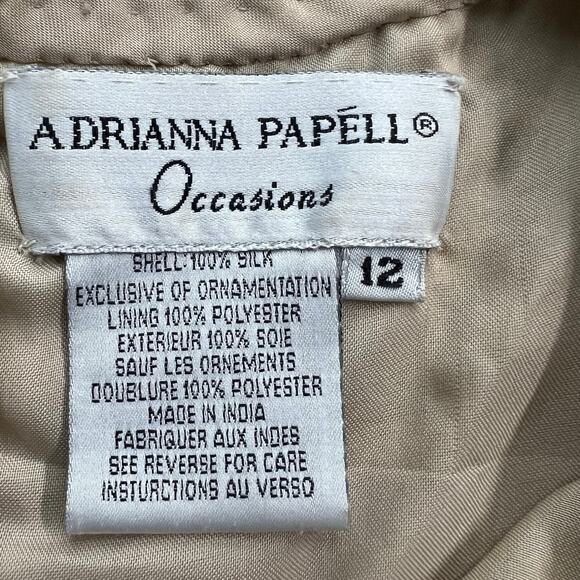 ADRIANNA PAPÉLL®
Occasions
12
SHELL:100% SILK
EXCLUSIVE OF ORNAMENTATION
LINING 100% POLYESTER
EXTERIEUR 100% SOIE
SAUF LES ORNEMENTS
DOUBLURE 100% POLYESTER
MADE IN INDIA
FABRIQUER AUX INDES
SEE REVERSE FOR CARE
INSTURCTIONS AU VERSO